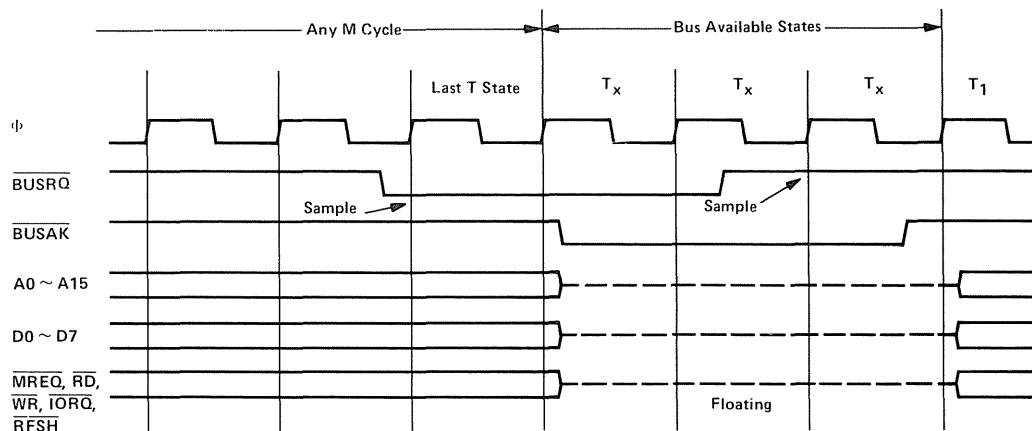 Any M Cycle
Bus Available States
Last T State
Tx
Tx
Tx
T1
Φ
BUSRQ
Sample
Sample
BUSAK
A0 ~ A15
D0 ~ D7
MREQ, RD,
WR, IORQ,
RFSH
Floating